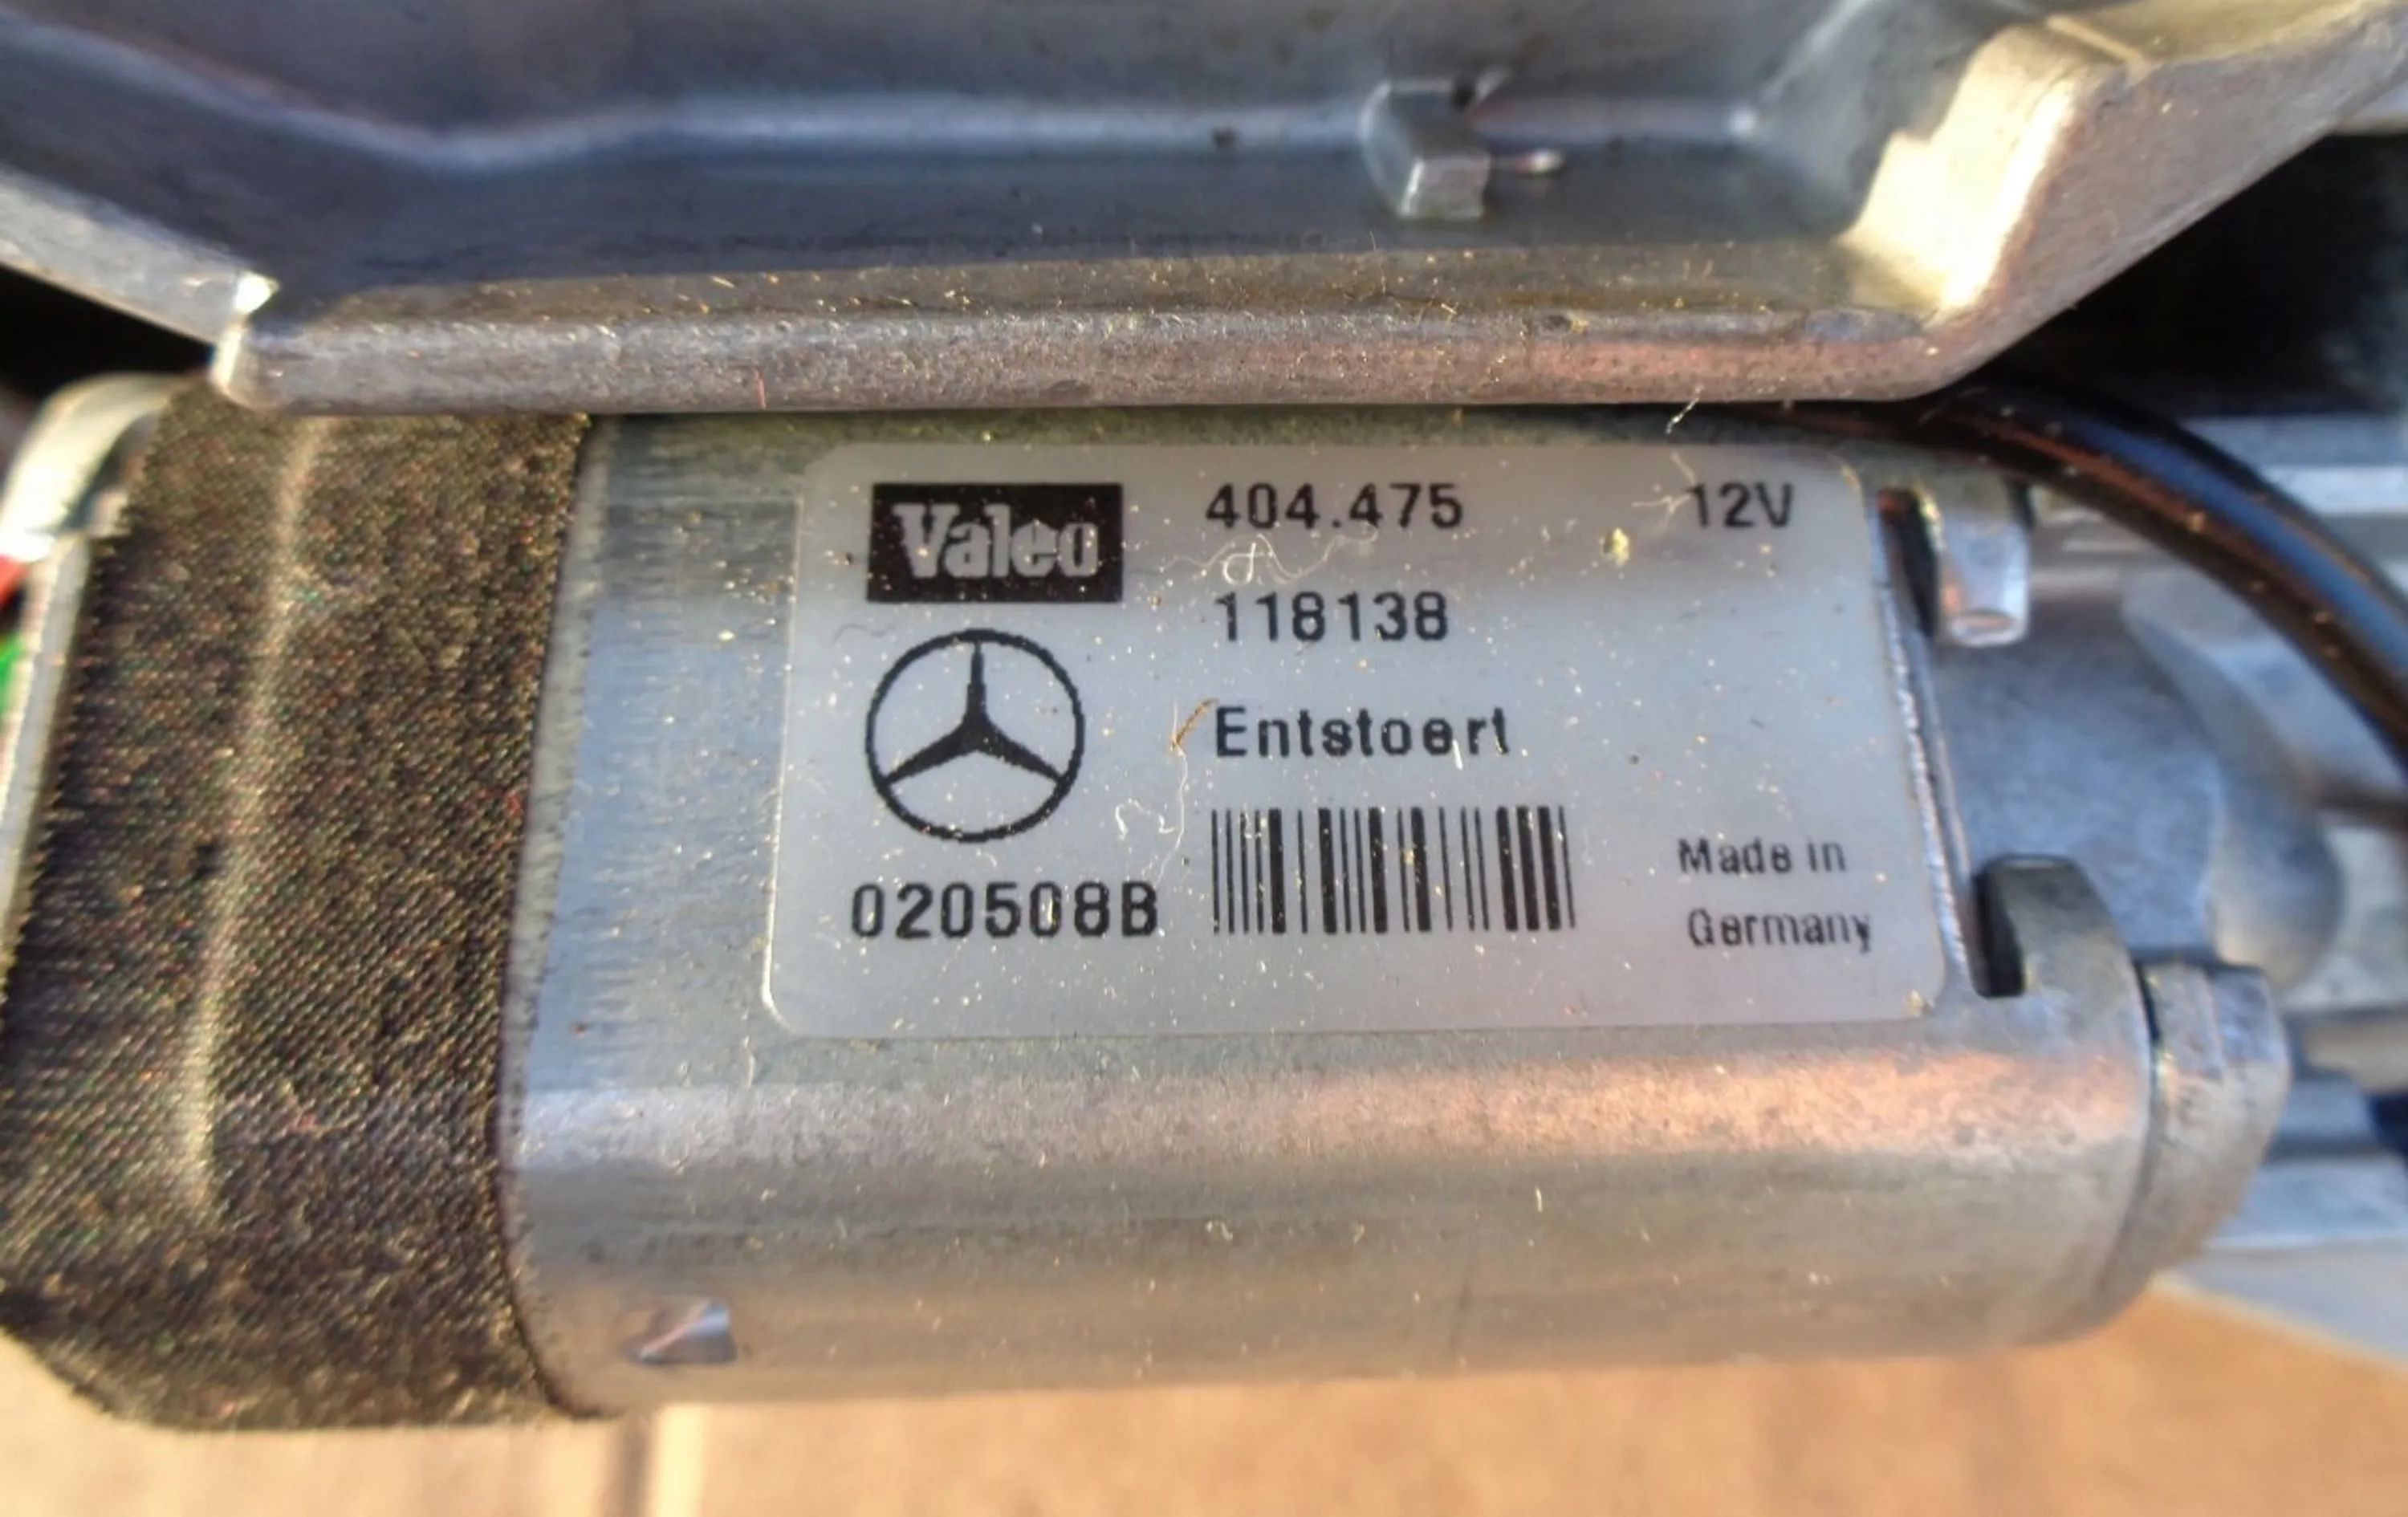 Valeo 404.475 12V
118138
Entstoert
020508B
Made in
Germany